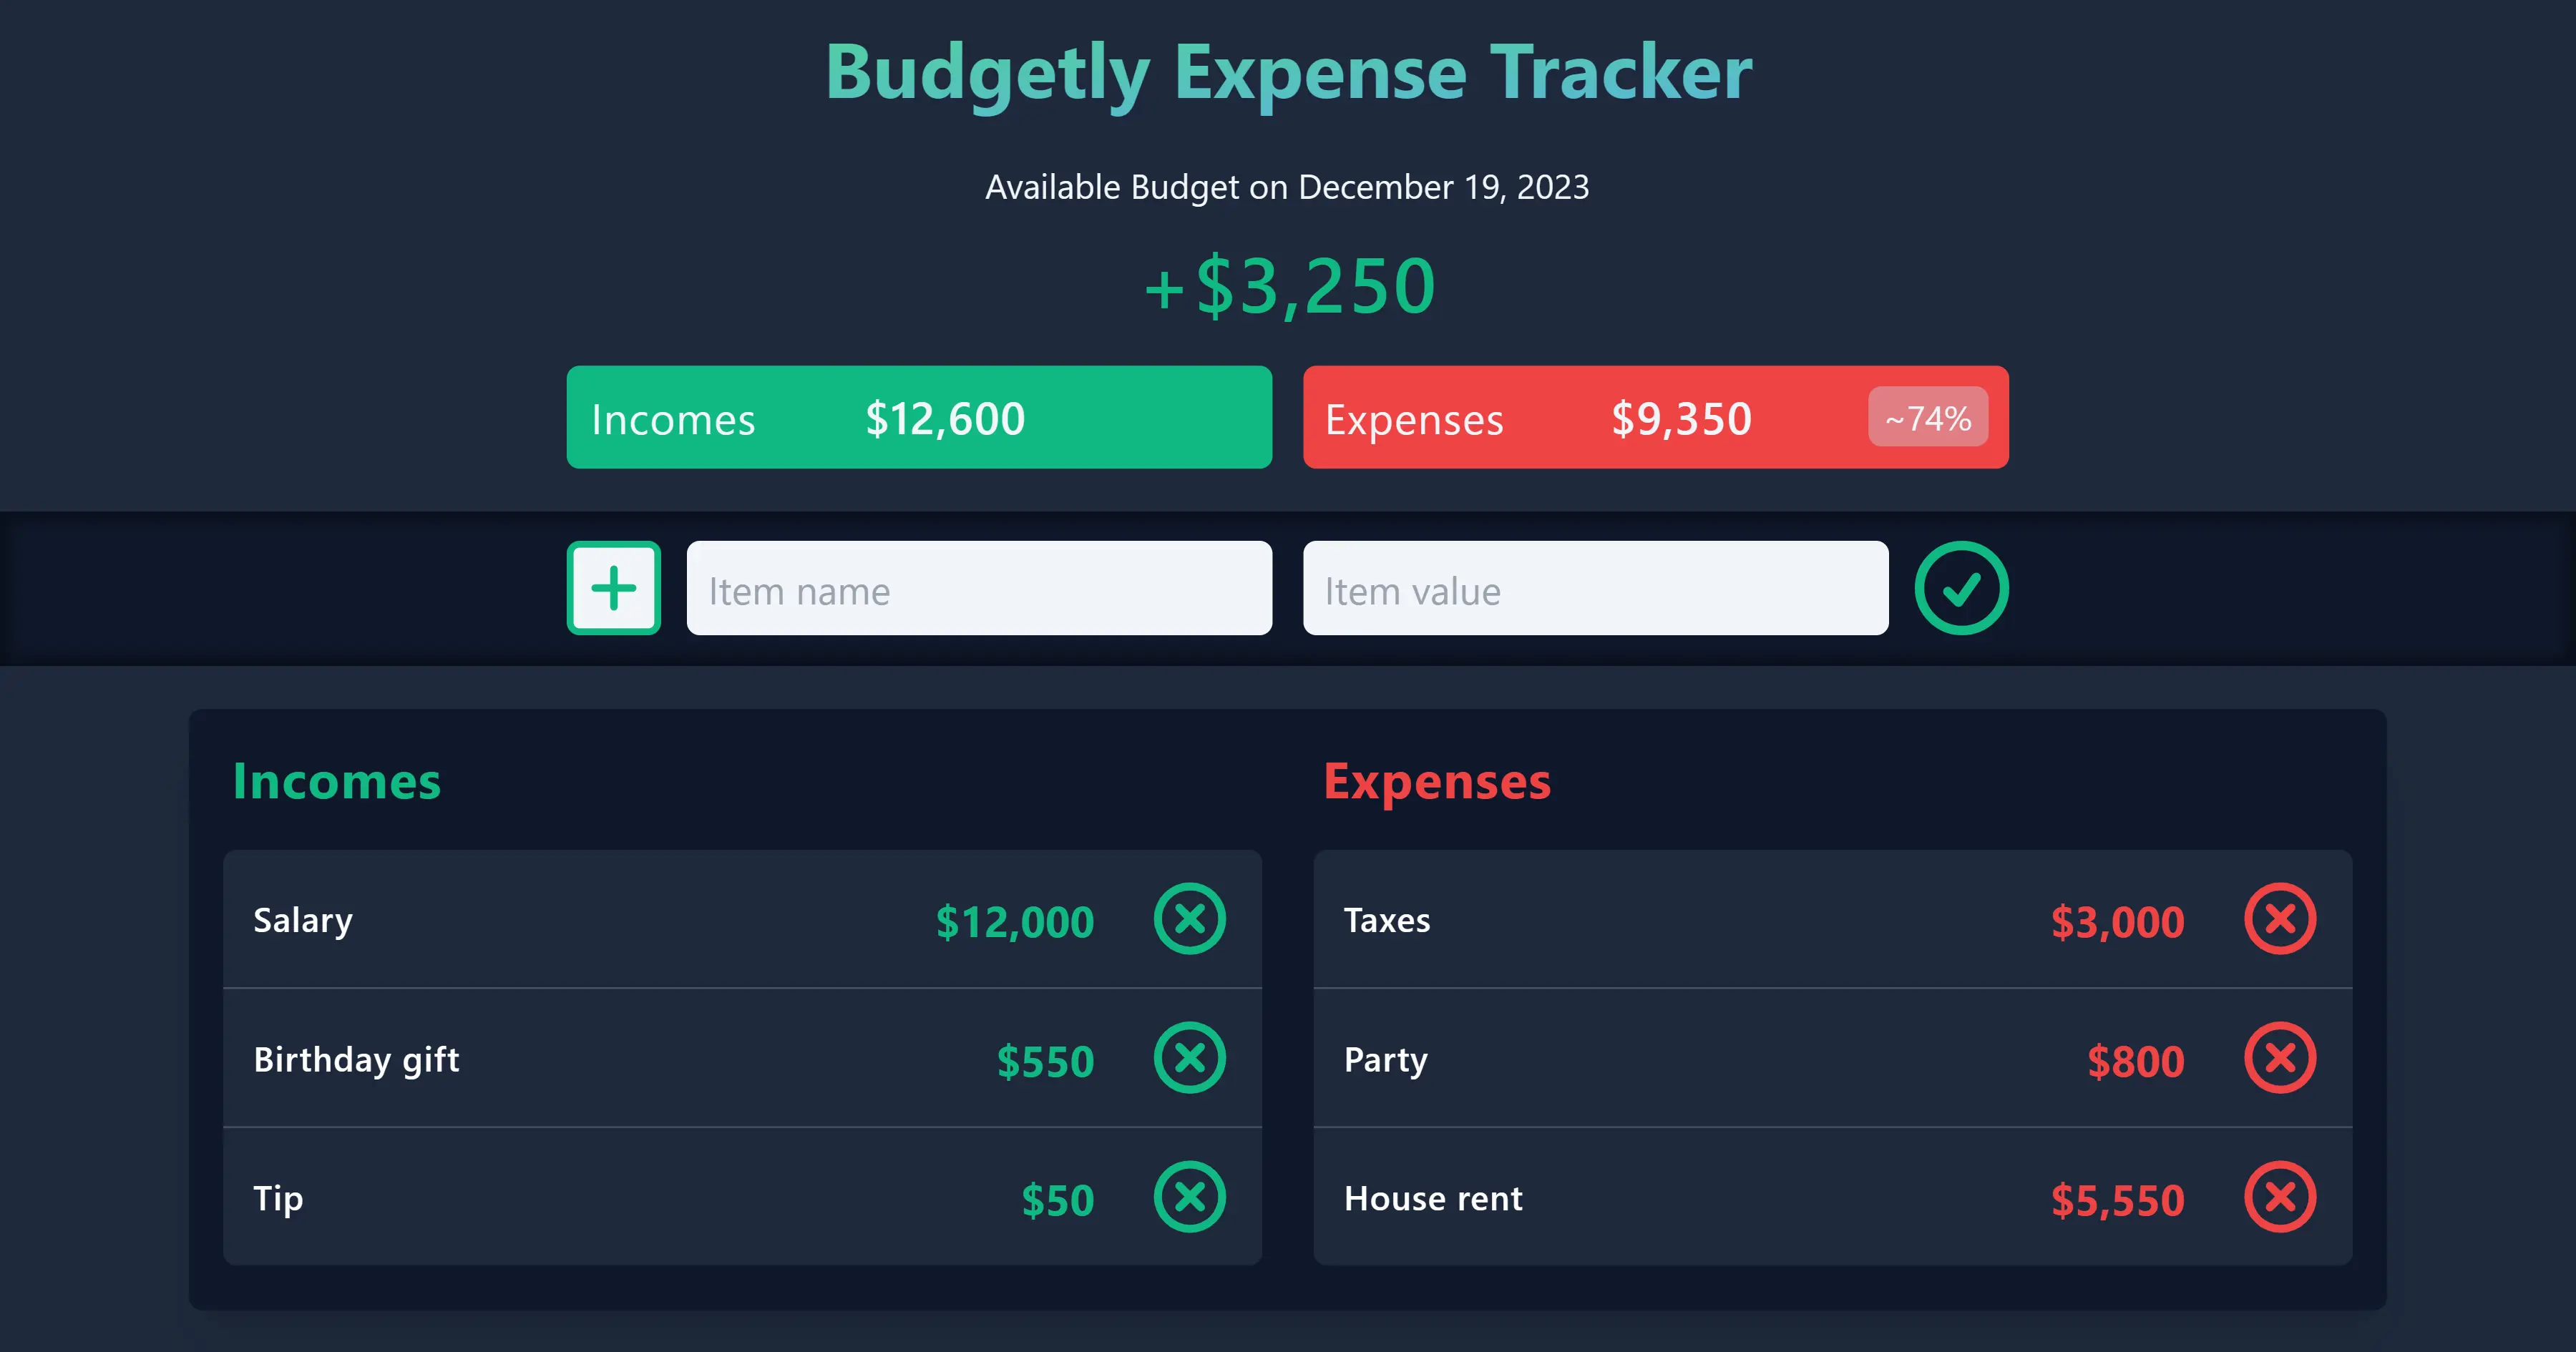 Budgetly Expense Tracker
Available Budget on December 19, 2023
+$3,250
Incomes $12,600
Expenses $9,350 ~74%
Item name
Item value
Incomes
Salary $12,000
Birthday gift $550
Tip $50
Expenses
Taxes $3,000
Party $800
House rent $5,550